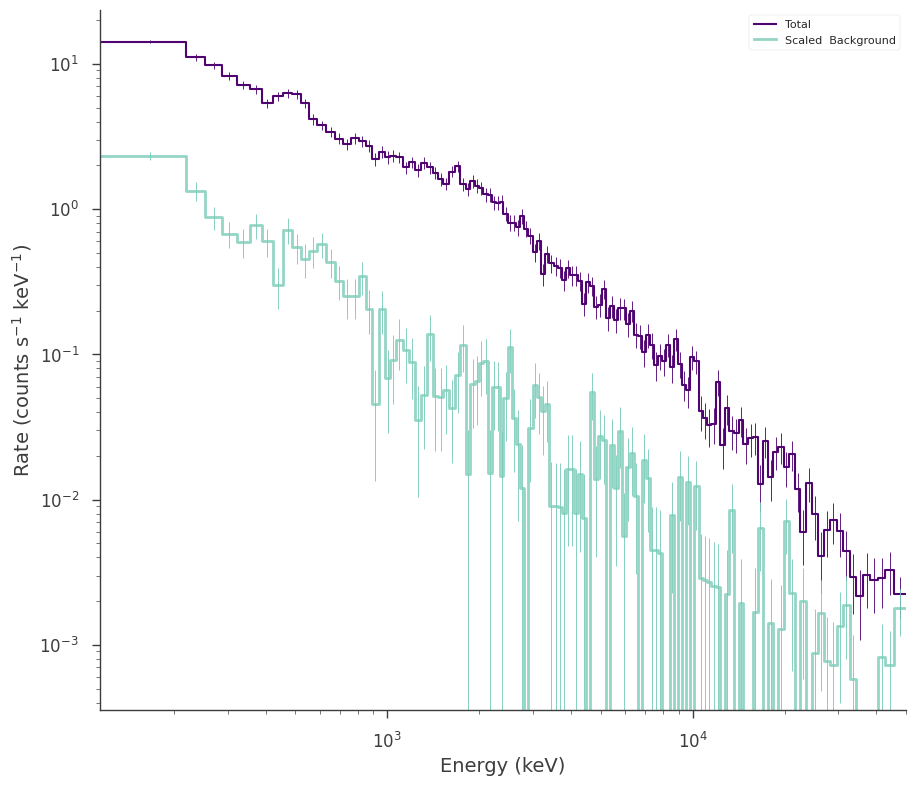 Total
Scaled  Background
10¹
10⁰
10⁻¹
10⁻²
10⁻³
Rate (counts s⁻¹ keV⁻¹)
10³
10⁴
Energy (keV)